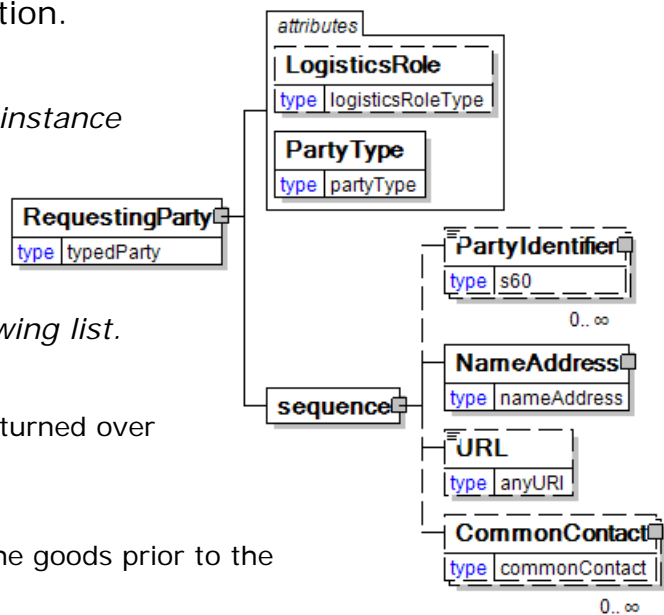 tion.
attributes
LogisticsRole
type logisticsRoleType
instance
PartyType
type partyType
RequestingParty
type typedParty
PartyIdentifier
type s60
0.. ∞
wing list.
NameAddress
type nameAddress
sequence
turned over
URL
type anyURI
CommonContact
ne goods prior to the
type commonContact
0.. ∞